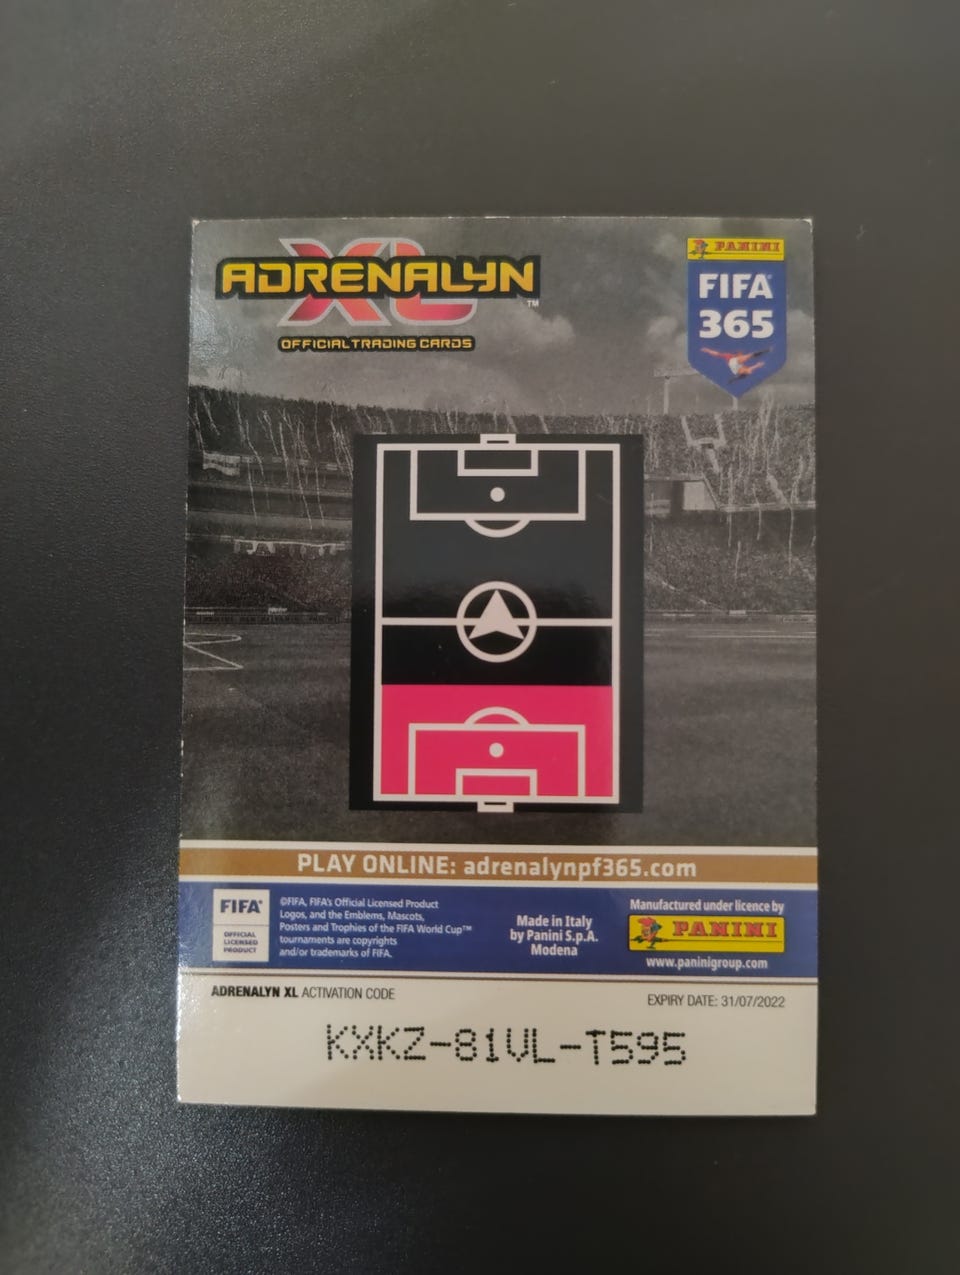 ADRENALYN
XL
TM
OFFICIAL TRADING CARDS
PANINI
FIFA
365
PLAY ONLINE: adrenalynpf365.com
FIFA®
OFFICIAL
LICENSED
PRODUCT
©FIFA, FIFA's Official Licensed Product
Logos, and the Emblems, Mascots,
Posters and Trophies of the FIFA World Cup™
tournaments are copyrights
and/or trademarks of FIFA.
Made in Italy
by Panini S.p.A.
Modena
Manufactured under licence by
PANINI
www.paninigroup.com
ADRENALYN XL ACTIVATION CODE
EXPIRY DATE: 31/07/2022
KXKZ-81VL-T595